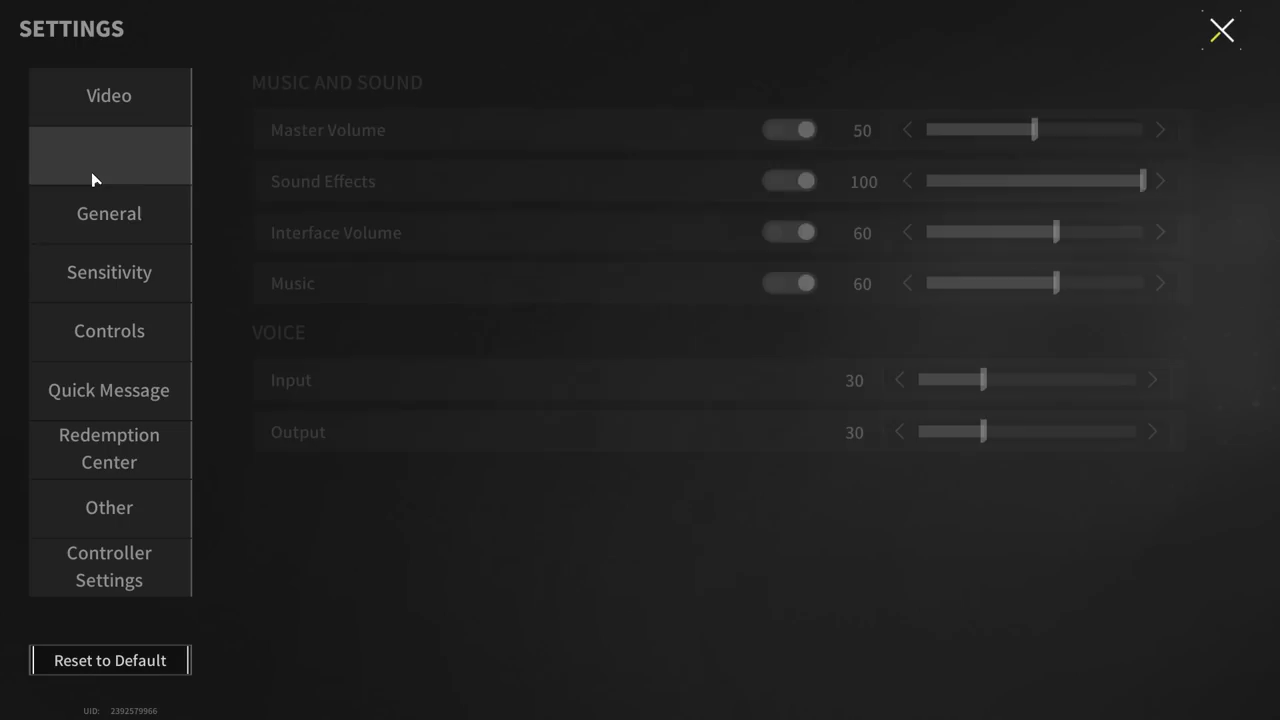 SETTINGS
Video
General
Sensitivity
Controls
Quick Message
Redemption
Center
Other
Controller
Settings
Reset to Default
UID: 2392579966
MUSIC AND SOUND
Master Volume 50
Sound Effects 100
Interface Volume 60
Music 60
VOICE
Input 30
Output 30